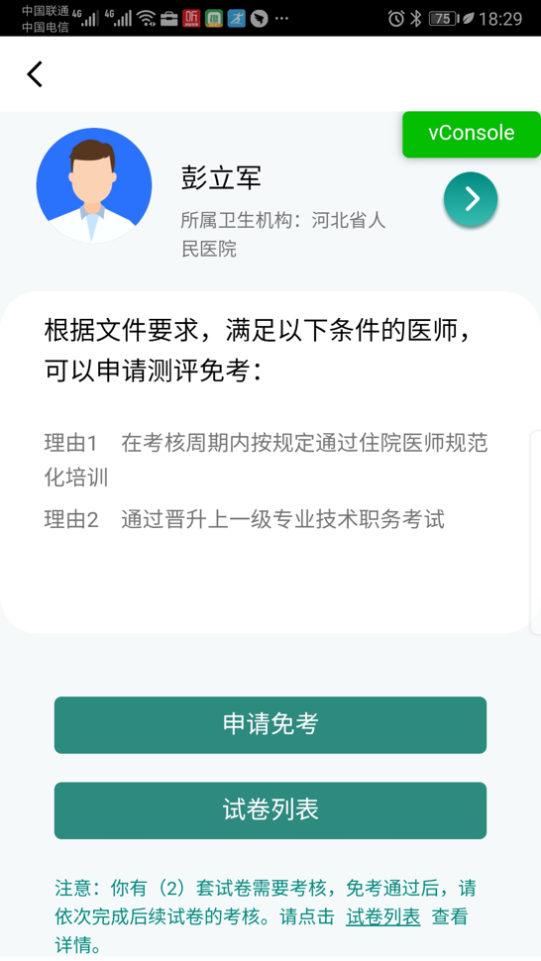 中国联通 4G 4G 听 75 18:29
中国电信
vConsole
彭立军
所属卫生机构：河北省人
民医院
根据文件要求，满足以下条件的医师，
可以申请测评免考：
理由1 在考核周期内按规定通过住院医师规范
化培训
理由2 通过晋升上一级专业技术职务考试
申请免考
试卷列表
注意：你有（2）套试卷需要考核，免考通过后，请
依次完成后续试卷的考核。请点击 试卷列表 查看
详情。